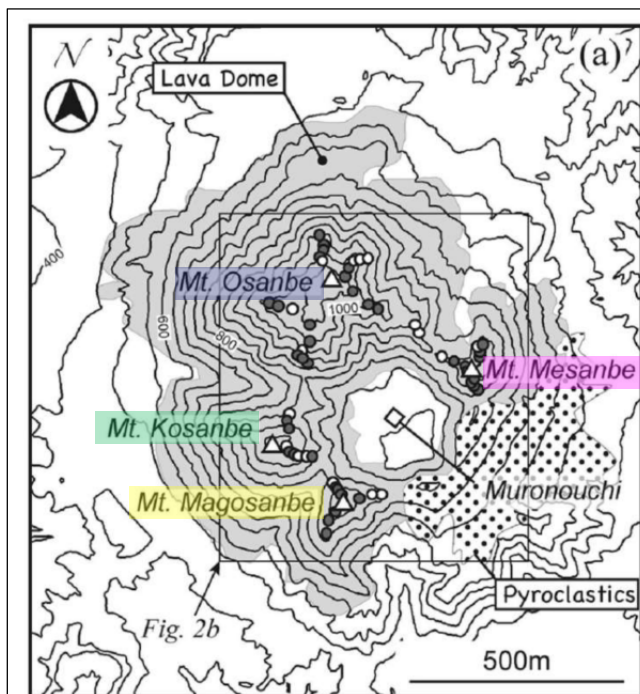 N
(a)
Lava Dome
400
Mt. Osanbe
1000
600
800
Mt. Mesanbe
Mt. Kosanbe
Mt. Magosanbe
Muronouchi
Pyroclastics
Fig. 2b
500m